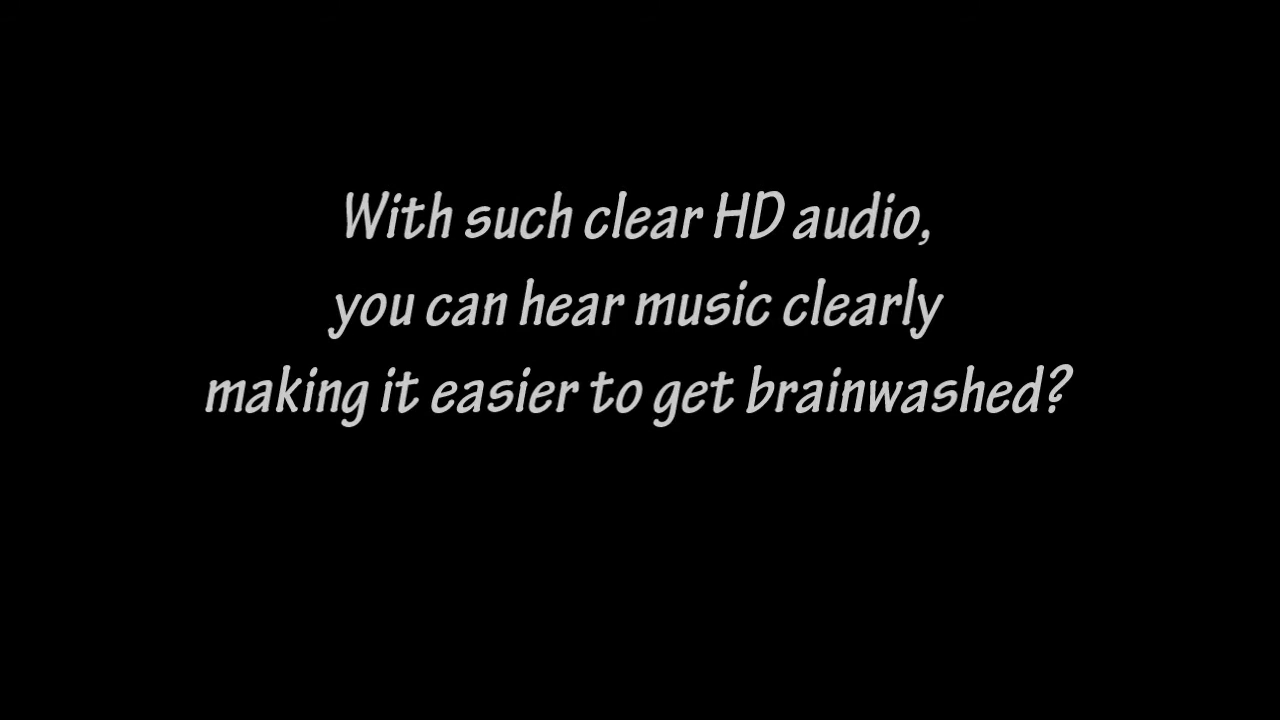 With such clear HD audio,
you can hear music clearly
making it easier to get brainwashed?